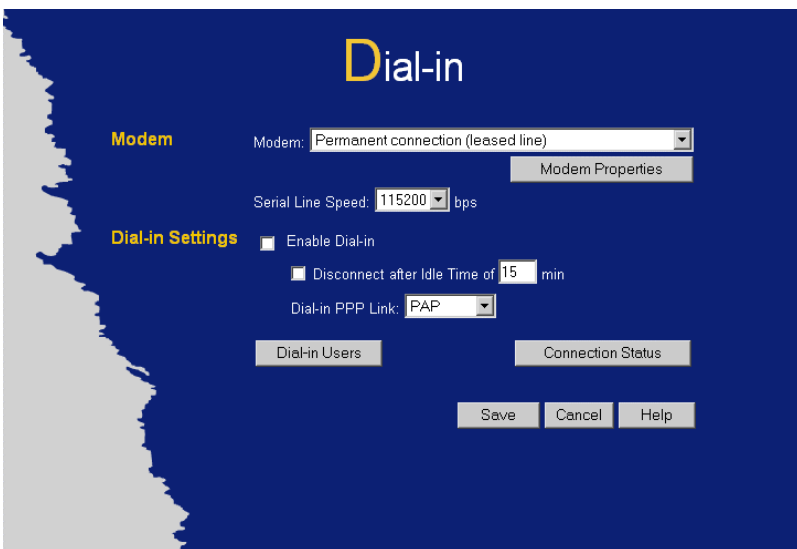 Dial-in
Modem
Modem: Permanent connection (leased line)
Modem Properties
Serial Line Speed: 115200 bps
Dial-in Settings
Enable Dial-in
Disconnect after Idle Time of 15 min
Dial-in PPP Link: PAP
Dial-in Users
Connection Status
Save
Cancel
Help